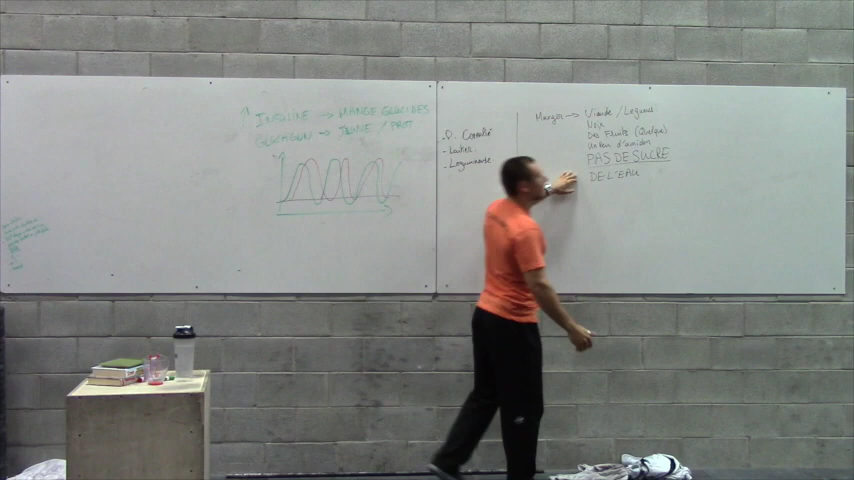 INSULINE → MANGE GLUCIDES
GLUCAGON → JEUNE / PROT
P. Contrôlé
- Laitier
- Légumineuse
Manger → Viande / Légumes
Noix
Des Fruits (Quelque)
Un Peu d'amidon
PAS DE SUCRE
DE L'EAU